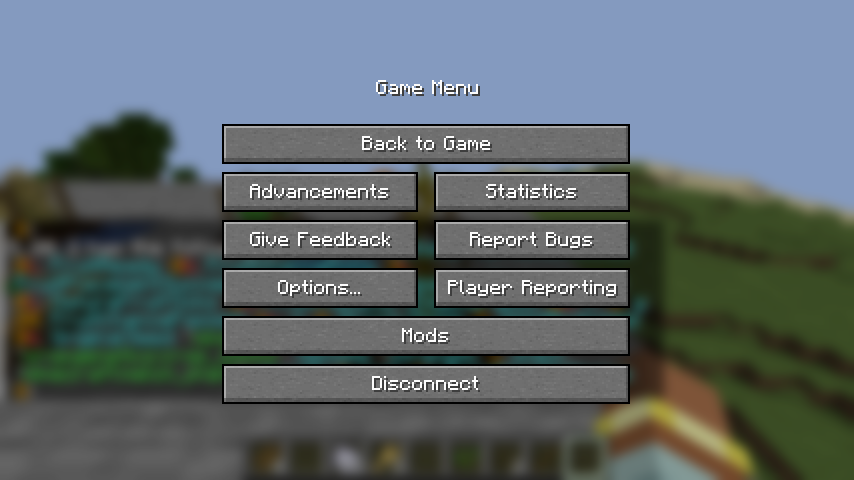 Game Menu
Back to Game
Advancements
Statistics
Give Feedback
Report Bugs
Options...
Player Reporting
Mods
Disconnect